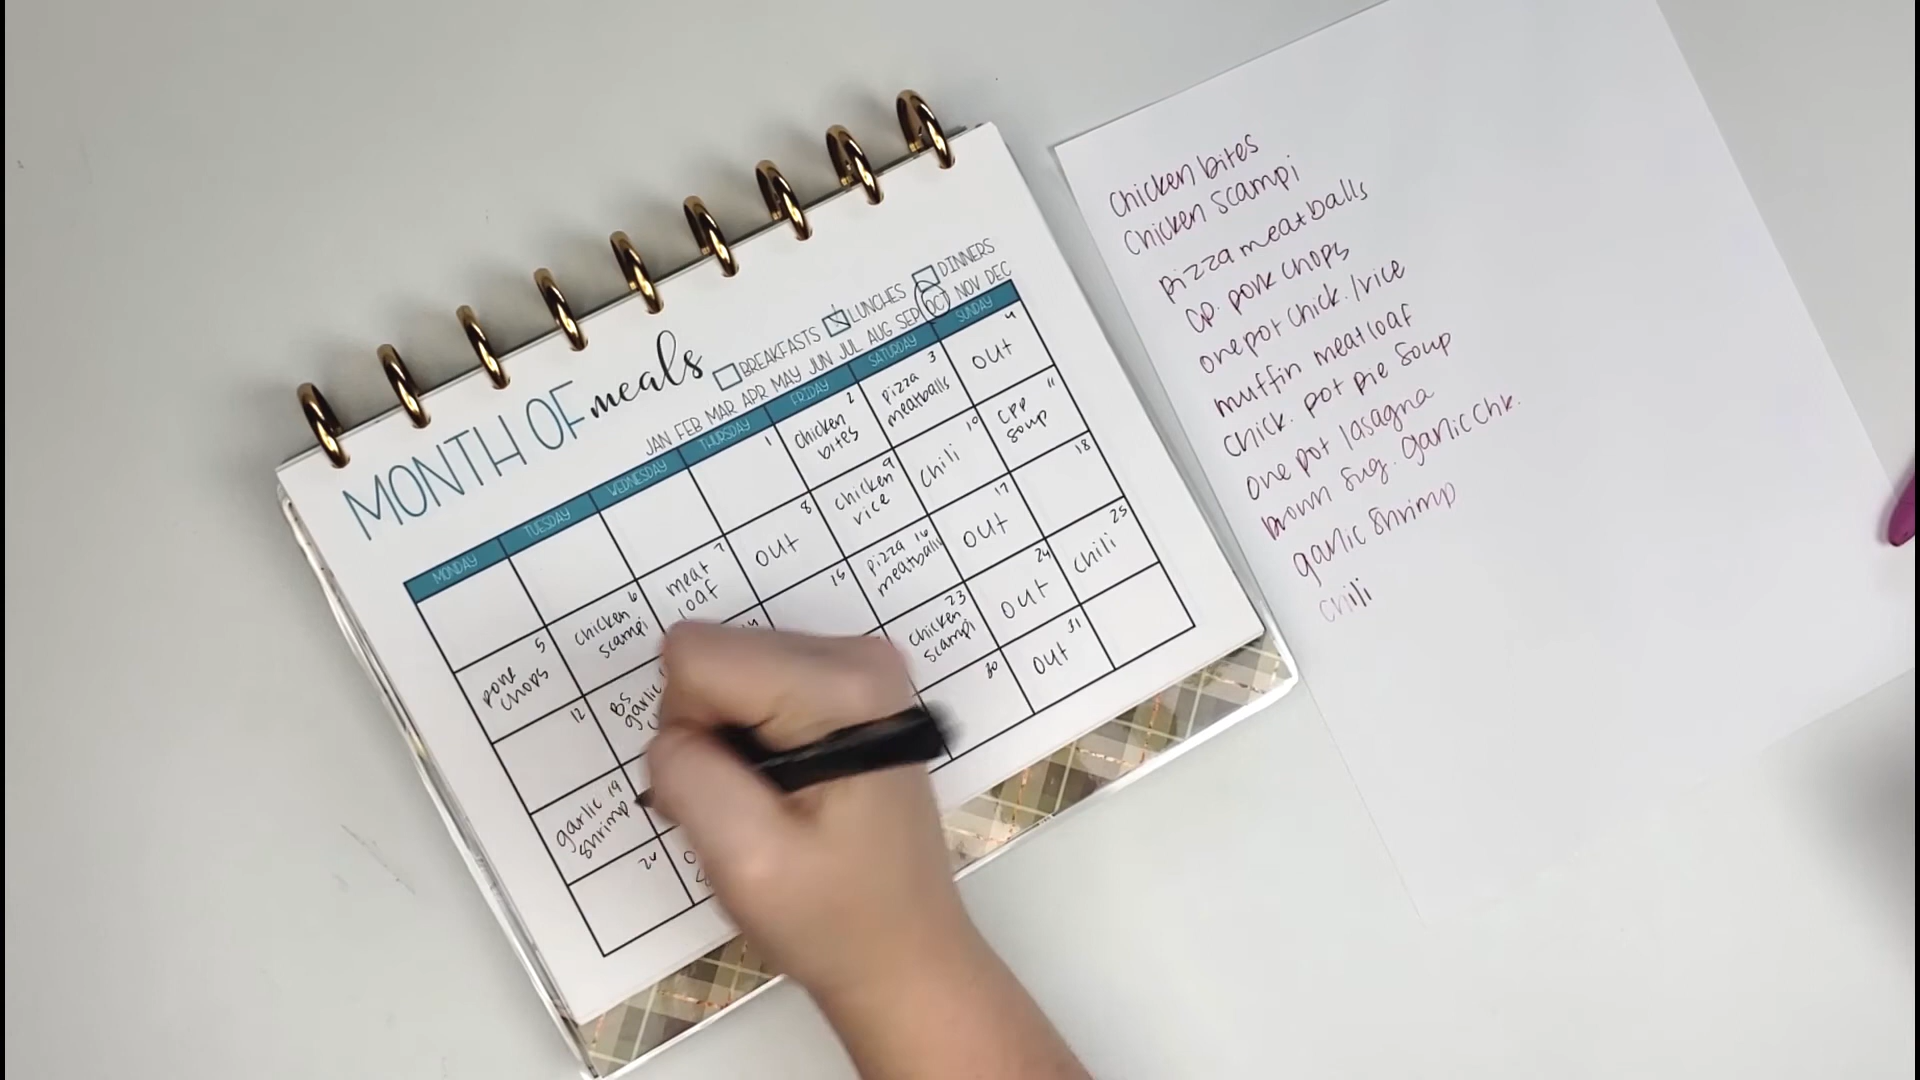 MONTH OF meals
BREAKFASTS LUNCHES DINNERS
JAN FEB MAR APR MAY JUN JUL AUG SEP OCT NOV DEC
MONDAY TUESDAY WEDNESDAY THURSDAY FRIDAY SATURDAY SUNDAY
1
2
chicken
bites
3
pizza
meatballs
4
out
5
pork
chops
6
chicken
scampi
7
meat
loaf
8
out
9
chicken
rice
10
chili
11
CPP
soup
12
BS
garlic
15
pizza 16
meatballs
17
out
18
garlic 19
shrimp
23
chicken
scampi
24
out
25
chili
30
31
out
chicken bites
chicken scampi
pizza meatballs
cp. pork chops
one pot chick./rice
muffin meatloaf
chick. pot pie soup
one pot lasagna
brown sug. garlic chk.
garlic shrimp
chili